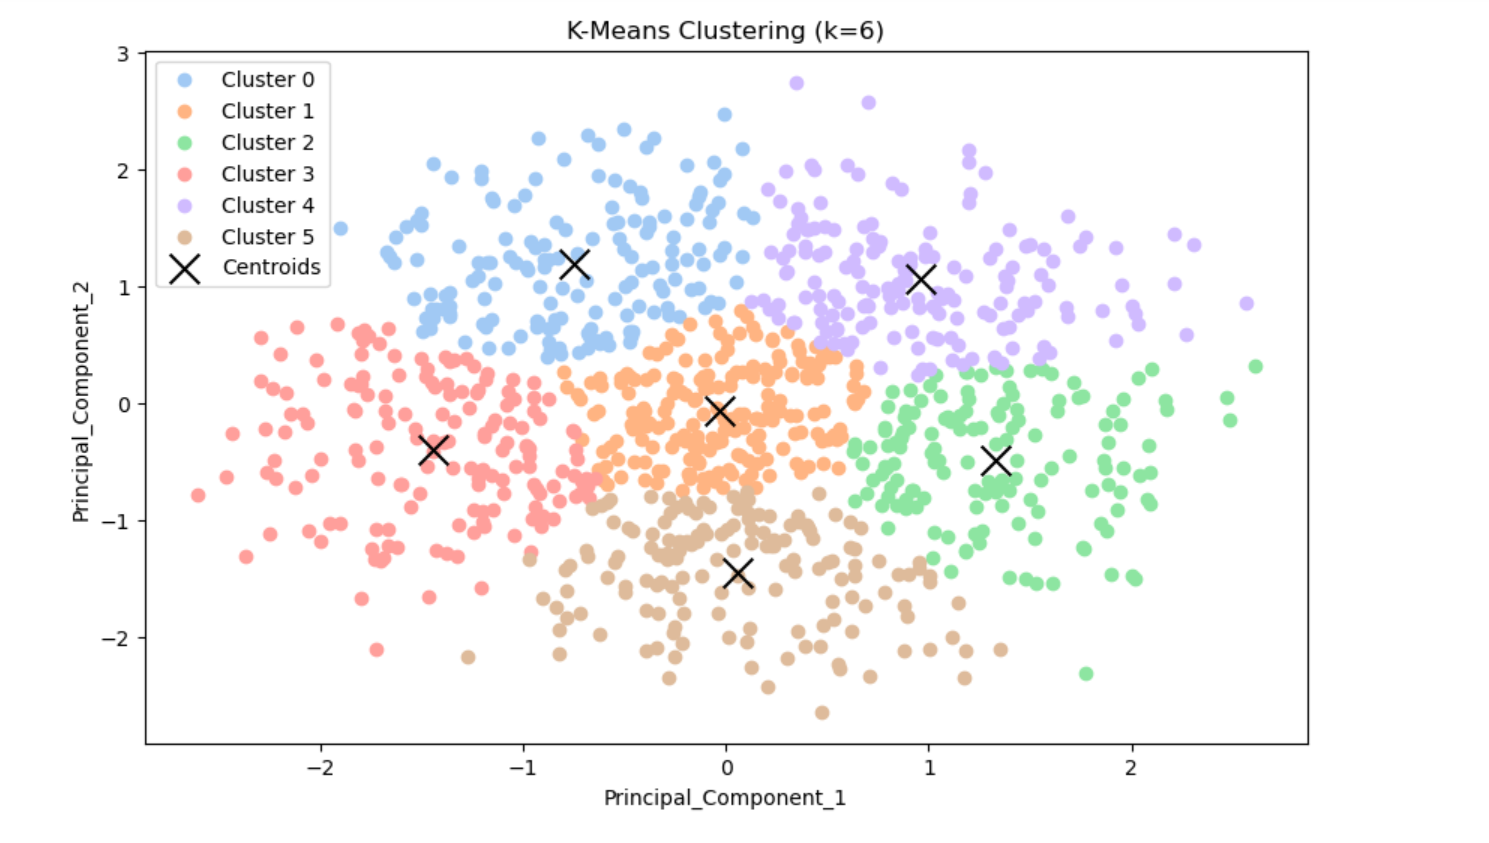 K-Means Clustering (k=6)
3
2
1
0
−1
−2
Principal_Component_2
Cluster 0
Cluster 1
Cluster 2
Cluster 3
Cluster 4
Cluster 5
Centroids
−2
−1
0
1
2
Principal_Component_1